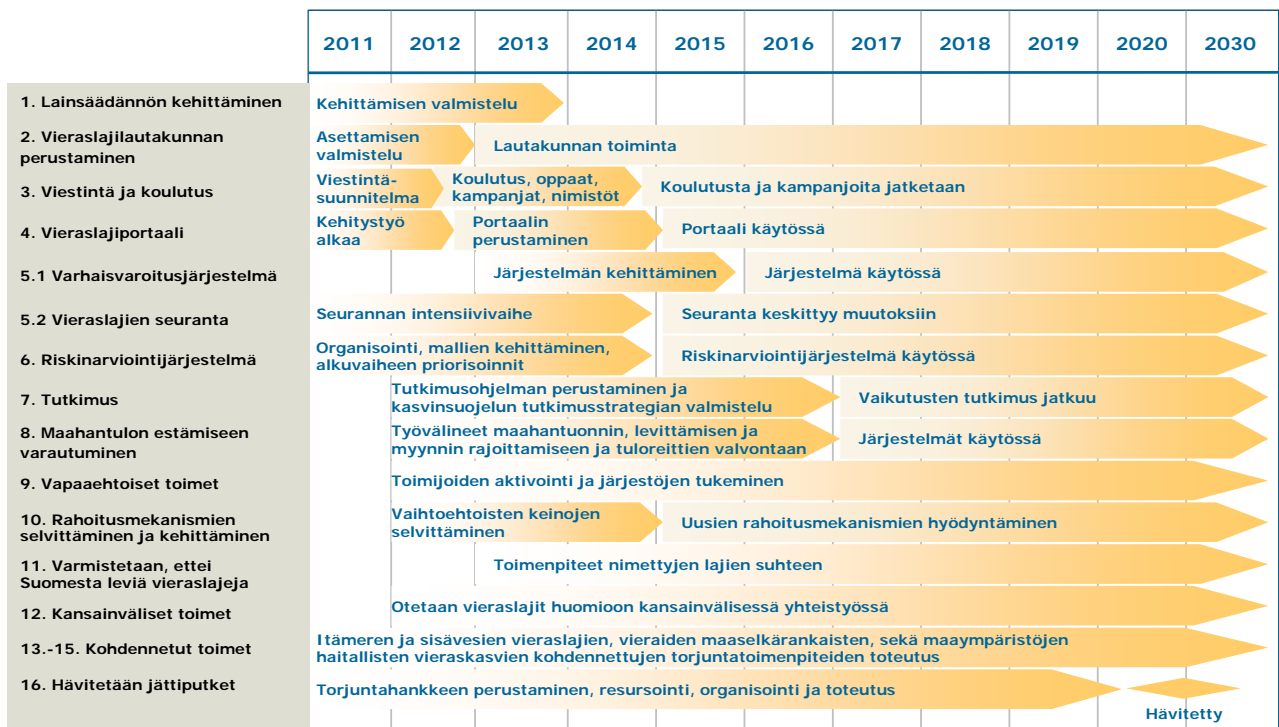 2011 2012 2013 2014 2015 2016 2017 2018 2019 2020 2030
1. Lainsäädännön kehittäminen
Kehittämisen valmistelu
2. Vieraslajilautakunnan
perustaminen
Asettamisen
valmistelu
Lautakunnan toiminta
3. Viestintä ja koulutus
Viestintä-
suunnitelma
Koulutus, oppaat,
kampanjat, nimistöt
Koulutusta ja kampanjoita jatketaan
4. Vieraslajiportaali
Kehitystyö
alkaa
Portaalin
perustaminen
Portaali käytössä
5.1 Varhaisvaroitusjärjestelmä
Järjestelmän kehittäminen
Järjestelmä käytössä
5.2 Vieraslajien seuranta
Seurannan intensiivivaihe
Seuranta keskittyy muutoksiin
6. Riskinarviointijärjestelmä
Organisointi, mallien kehittäminen,
alkuvaiheen priorisoinnit
Riskinarviointijärjestelmä käytössä
7. Tutkimus
Tutkimusohjelman perustaminen ja
kasvinsuojelun tutkimusstrategian valmistelu
Vaikutusten tutkimus jatkuu
8. Maahantulon estämiseen
varautuminen
Työvälineet maahantuonnin, levittämisen ja
myynnin rajoittamiseen ja tuloreittien valvontaan
Järjestelmät käytössä
9. Vapaaehtoiset toimet
Toimijoiden aktivointi ja järjestöjen tukeminen
10. Rahoitusmekanismien
selvittäminen ja kehittäminen
Vaihtoehtoisten keinojen
selvittäminen
Uusien rahoitusmekanismien hyödyntäminen
11. Varmistetaan, ettei
Suomesta leviä vieraslajeja
Toimenpiteet nimettyjen lajien suhteen
12. Kansainväliset toimet
Otetaan vieraslajit huomioon kansainvälisessä yhteistyössä
13.-15. Kohdennetut toimet
Itämeren ja sisävesien vieraslajien, vieraiden maaselkärankaisten, sekä maaympäristöjen
haitallisten vieraskasvien kohdennettujen torjuntatoimenpiteiden toteutus
16. Hävitetään jättiputket
Torjuntahankkeen perustaminen, resursointi, organisointi ja toteutus
Hävitetty